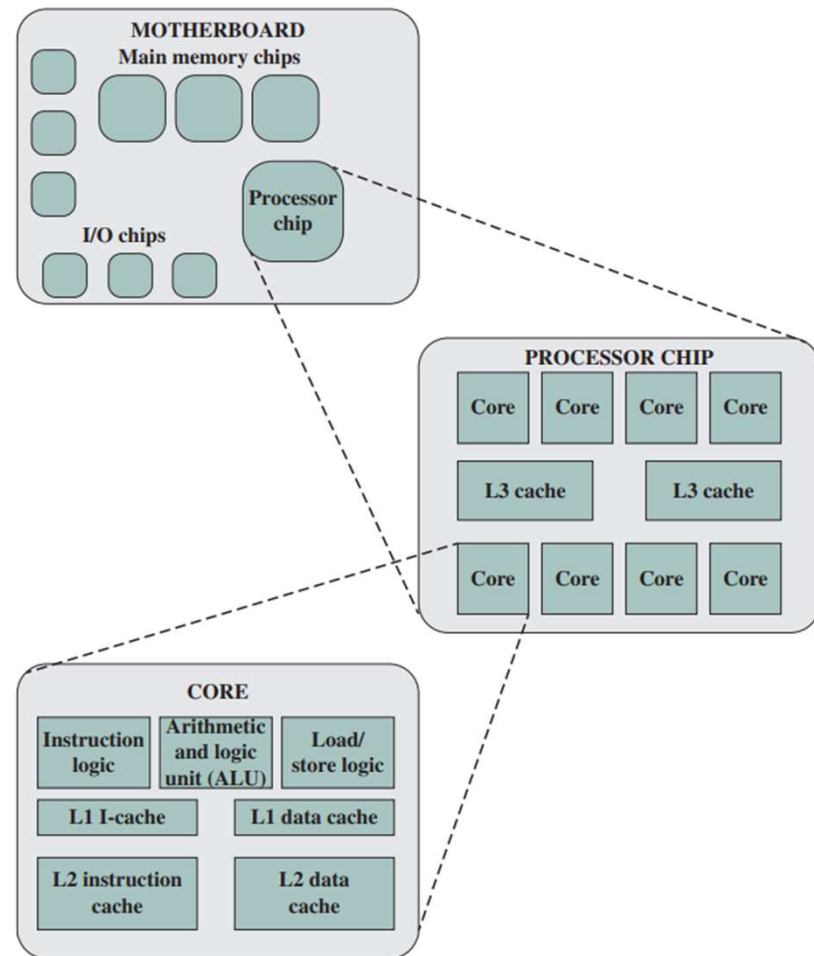 MOTHERBOARD
Main memory chips
Processor
chip
I/O chips
PROCESSOR CHIP
Core
Core
Core
Core
L3 cache
L3 cache
Core
Core
Core
Core
CORE
Instruction
logic
Arithmetic
and logic
unit (ALU)
Load/
store logic
L1 I-cache
L1 data cache
L2 instruction
cache
L2 data
cache